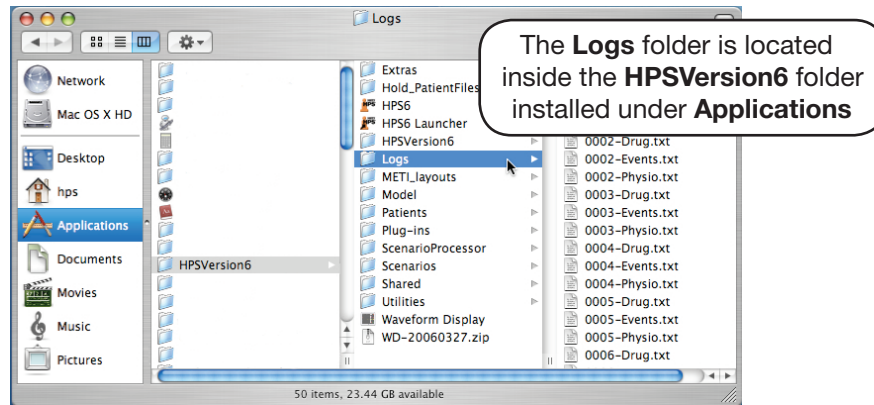 Logs
The Logs folder is located
inside the HPSVersion6 folder
installed under Applications
Network
Mac OS X HD
Desktop
hps
Applications
Documents
Movies
Music
Pictures
HPSVersion6
Extras
Hold_PatientFiles
HPS6
HPS6 Launcher
HPSVersion6
Logs
METI_layouts
Model
Patients
Plug-ins
ScenarioProcessor
Scenarios
Shared
Utilities
Waveform Display
WD-20060327.zip
0002-Drug.txt
0002-Events.txt
0002-Physio.txt
0003-Drug.txt
0003-Events.txt
0003-Physio.txt
0004-Drug.txt
0004-Events.txt
0004-Physio.txt
0005-Drug.txt
0005-Events.txt
0005-Physio.txt
0006-Drug.txt
50 items, 23.44 GB available